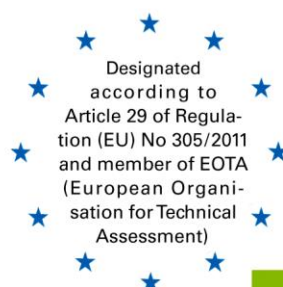 Designated
according to
Article 29 of Regula-
tion (EU) No 305/2011
and member of EOTA
(European Organi-
sation for Technical
Assessment)